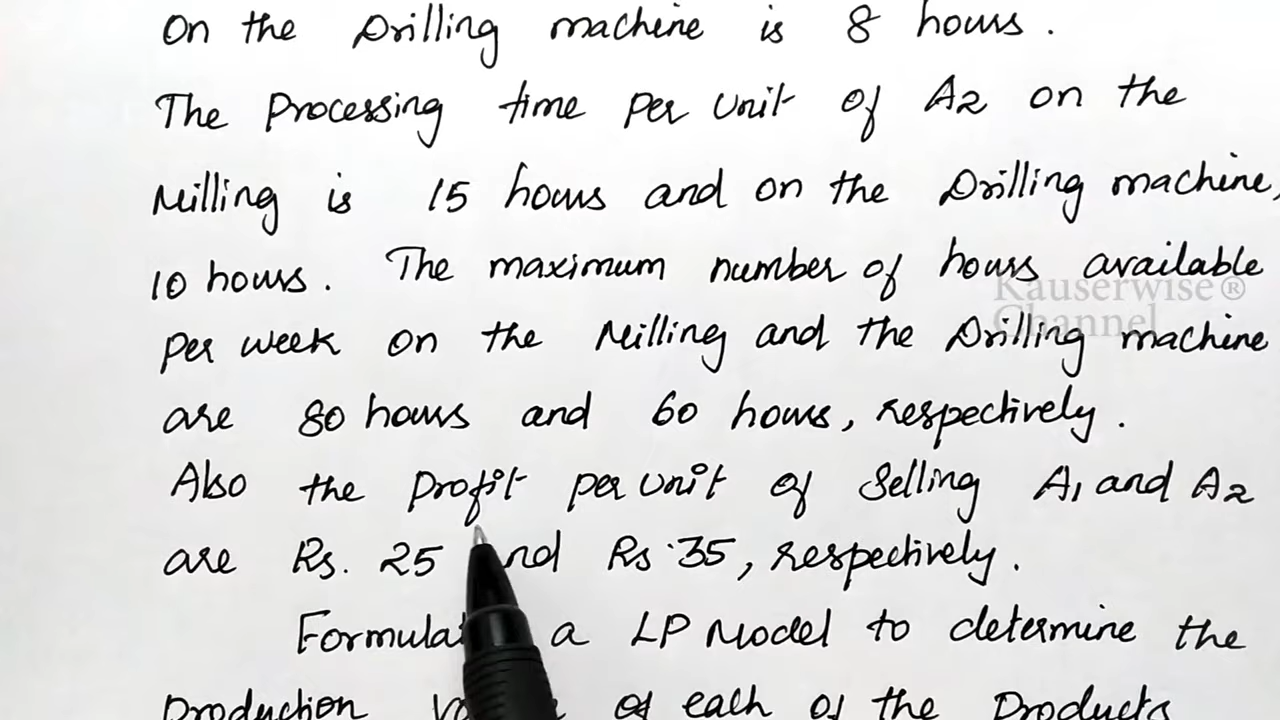 On the Drilling machine is 8 hours.
The Processing time Per Unit of A2 on the
Milling is 15 hours and on the Drilling machine,
10 hours. The maximum number of hours available
Per week on the Milling and the Drilling machine
are 80 hours and 60 hours, respectively.
Also the Profit per unit of Selling A1 and A2
are Rs. 25 nd Rs. 35, respectively.
Formulat a LP Model to determine the
Production of each of the Products
Kauserwise®
Channel